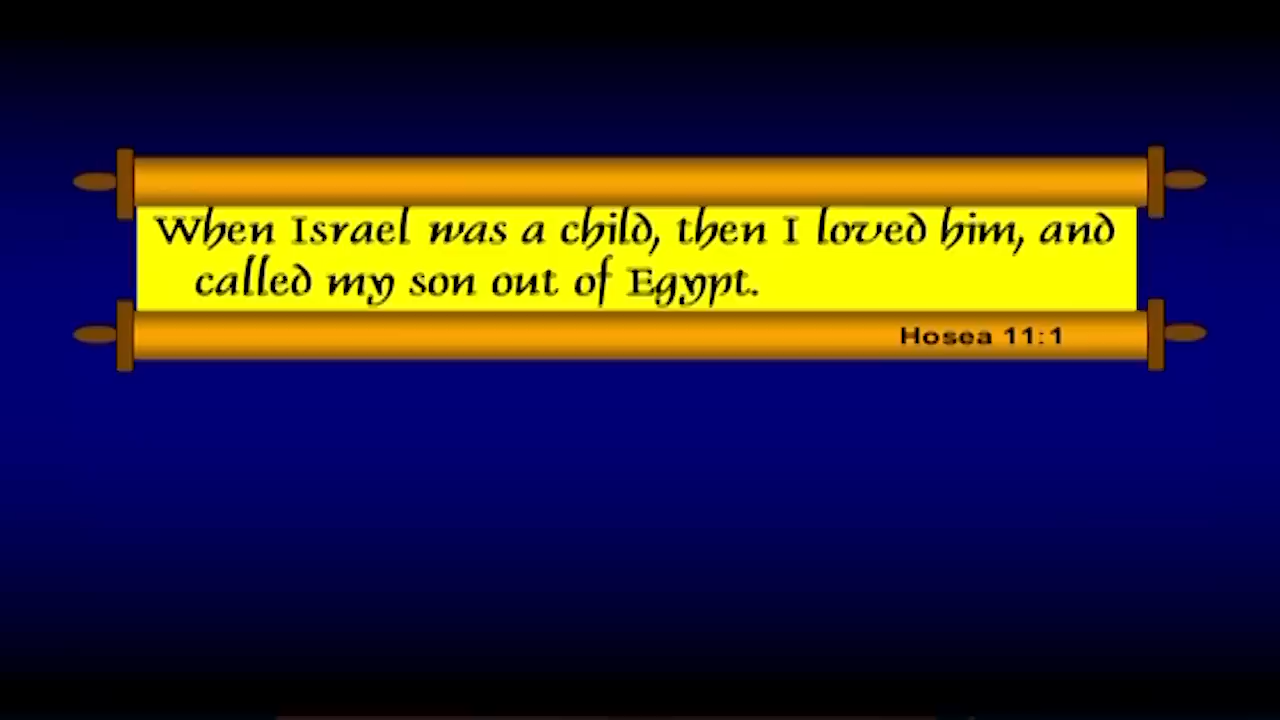 When Israel was a child, then I loved him, and
called my son out of Egypt.
Hosea 11:1